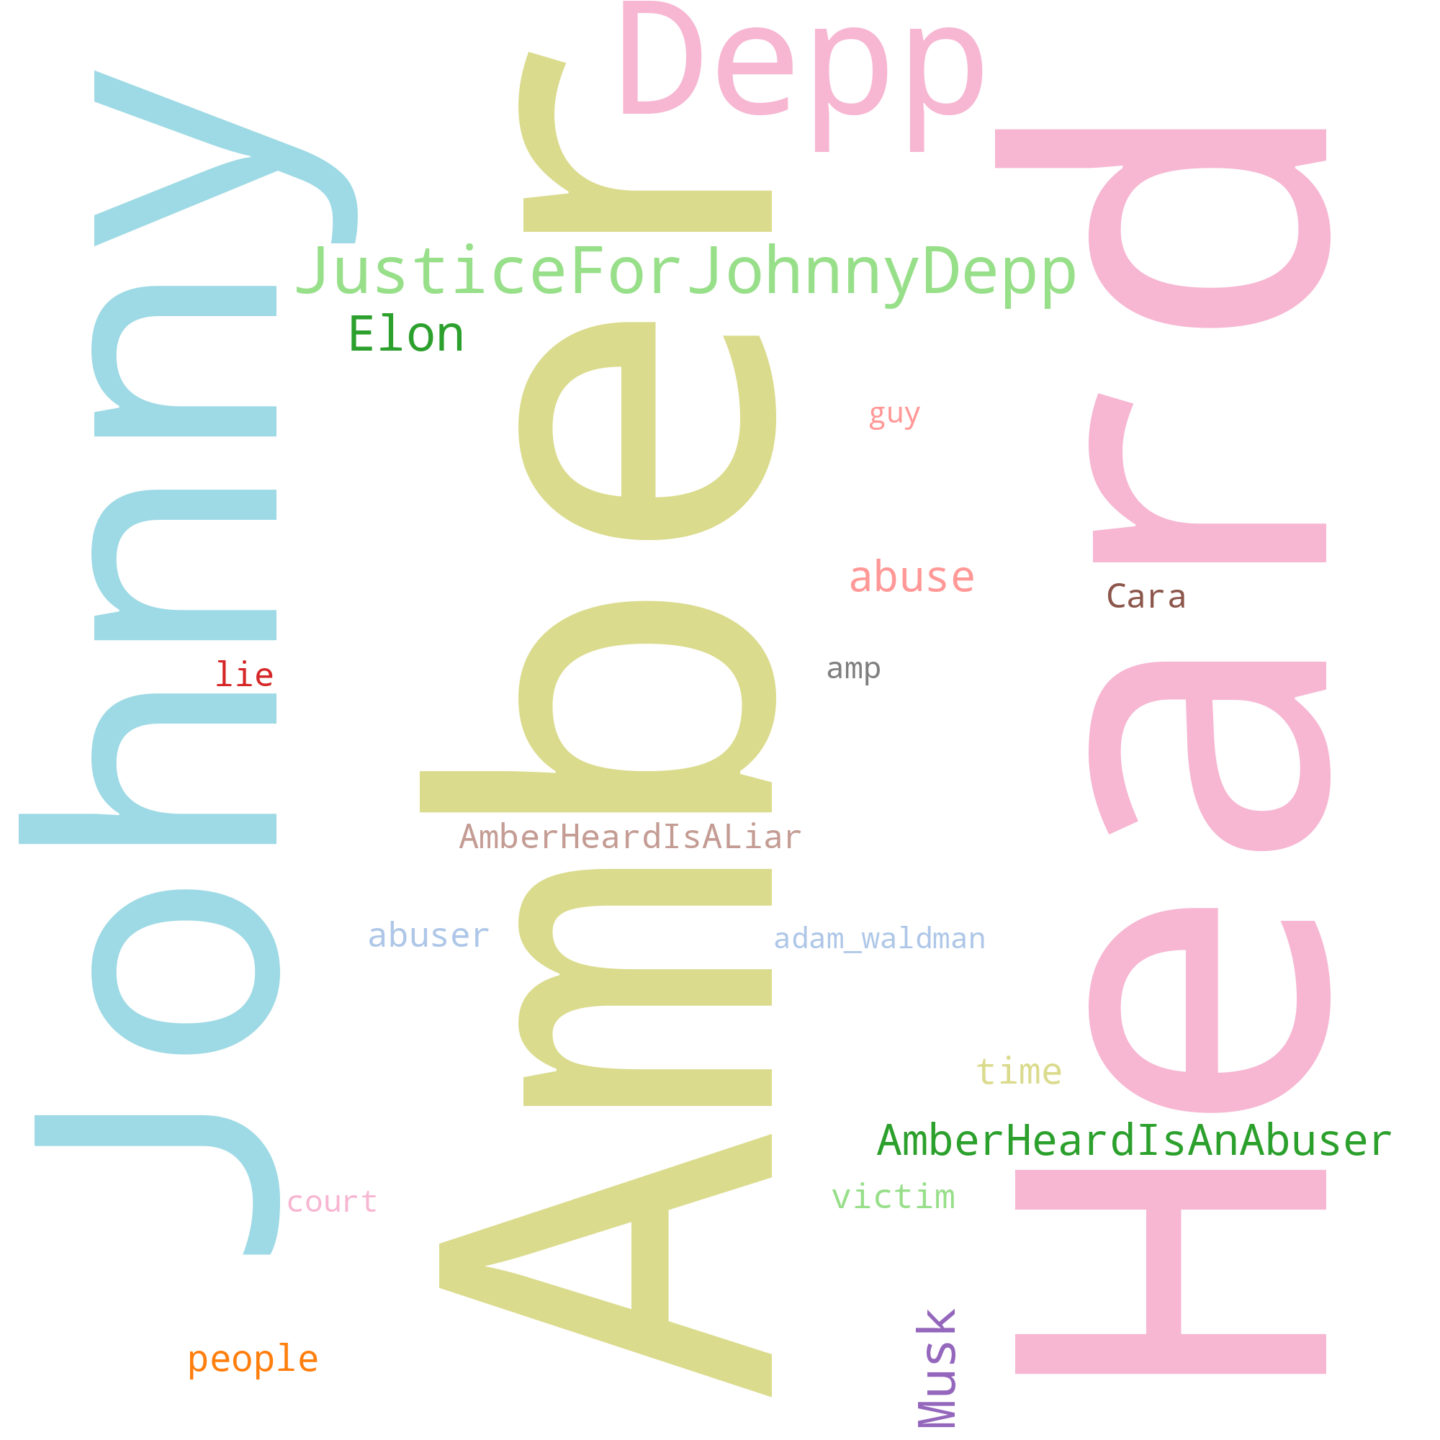 Depp
Johnny
Amber
Heard
JusticeForJohnnyDepp
Elon
guy
abuse
Cara
lie
amp
AmberHeardIsALiar
abuser
adam_waldman
time
AmberHeardIsAnAbuser
court
victim
people
Musk